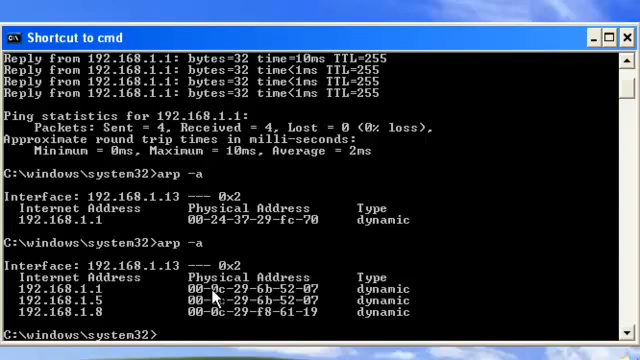 Shortcut to cmd
Reply from 192.168.1.1: bytes=32 time=10ms TTL=255
Reply from 192.168.1.1: bytes=32 time<1ms TTL=255
Reply from 192.168.1.1: bytes=32 time<1ms TTL=255
Reply from 192.168.1.1: bytes=32 time<1ms TTL=255
Ping statistics for 192.168.1.1:
Packets: Sent = 4, Received = 4, Lost = 0 (0% loss),
Approximate round trip times in milli-seconds:
Minimum = 0ms, Maximum = 10ms, Average = 2ms
C:\windows\system32>arp -a
Interface: 192.168.1.13 --- 0x2
Internet Address Physical Address Type
192.168.1.1 00-24-37-29-fc-70 dynamic
C:\windows\system32>arp -a
Interface: 192.168.1.13 --- 0x2
Internet Address Physical Address Type
192.168.1.1 00-0c-29-6b-52-07 dynamic
192.168.1.5 00-0c-29-6b-52-07 dynamic
192.168.1.8 00-0c-29-f8-61-19 dynamic
C:\windows\system32>